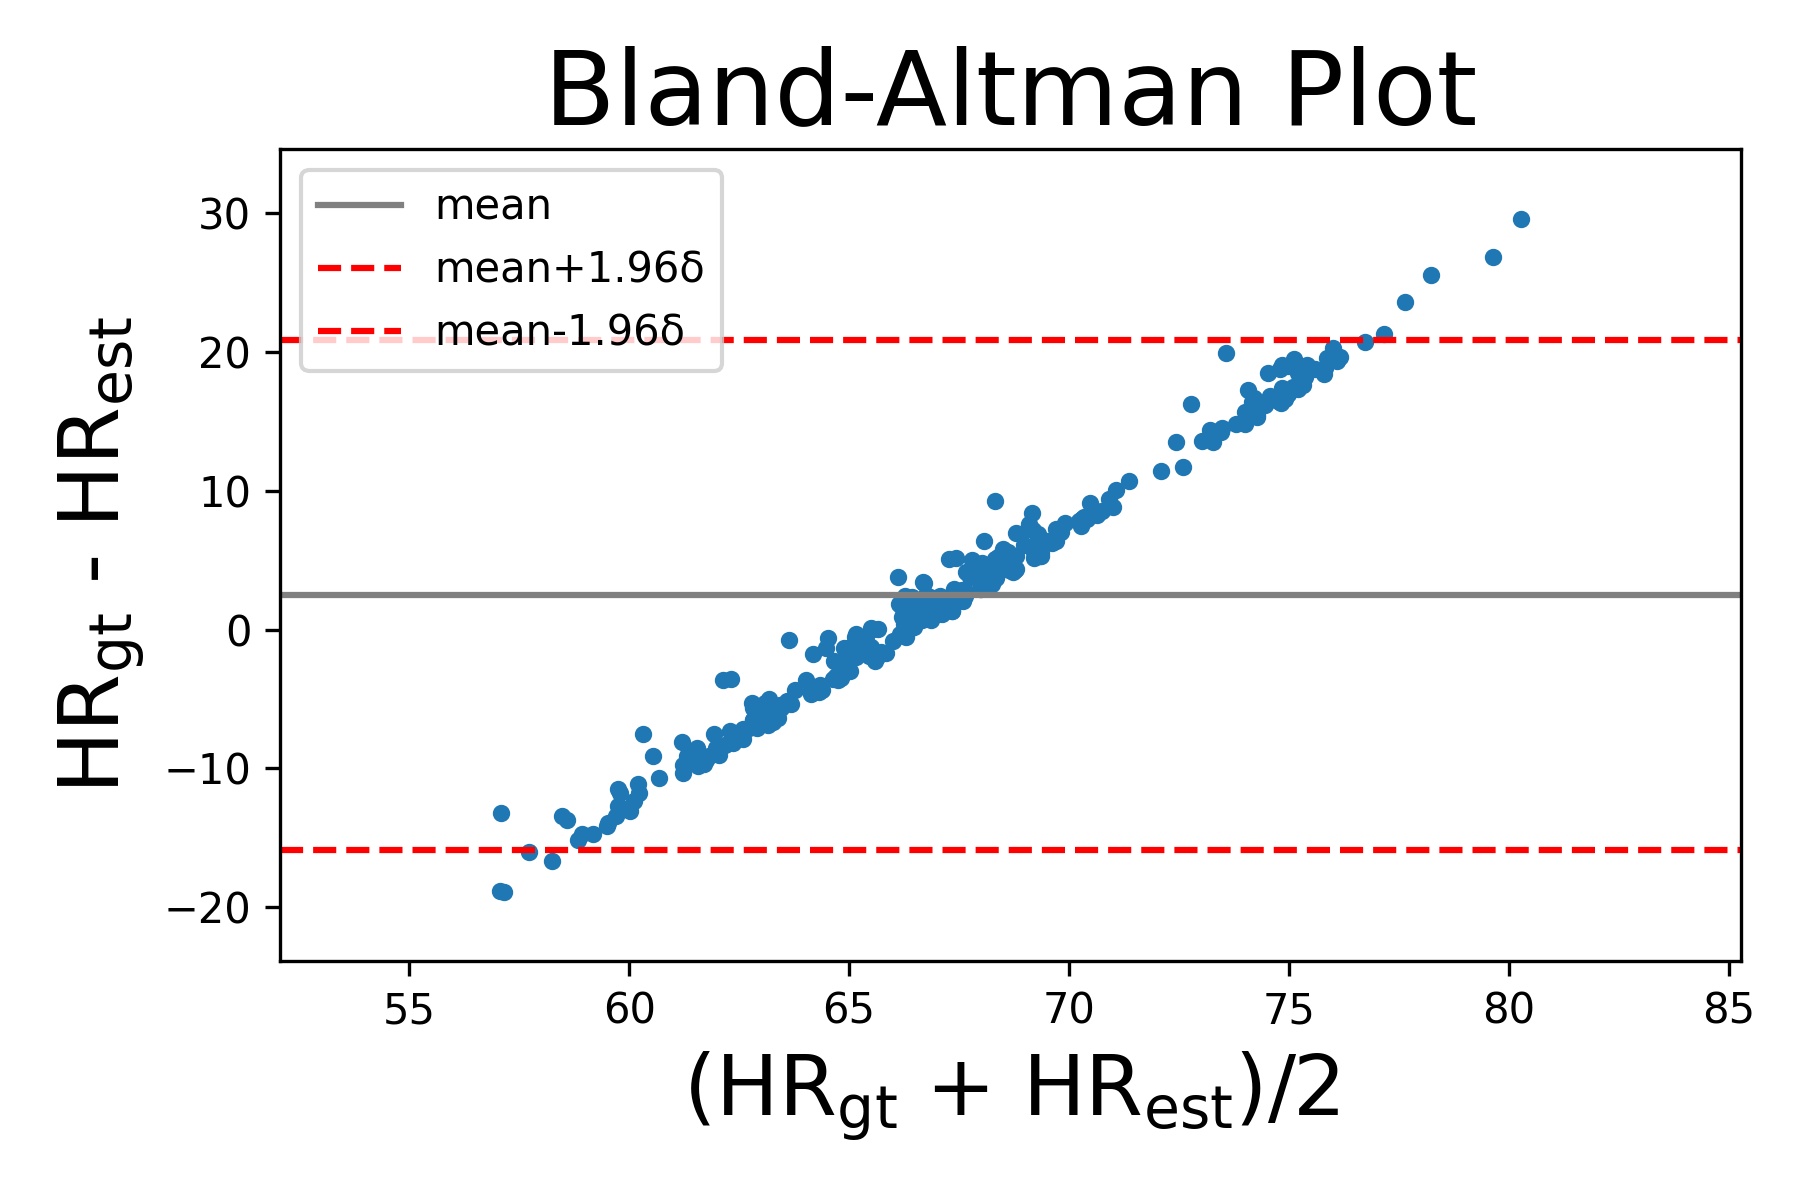 Bland-Altman Plot
mean
mean+1.96δ
mean-1.96δ
30
20
10
0
−10
−20
HRgt - HRest
55 60 65 70 75 80 85
(HRgt + HRest)/2